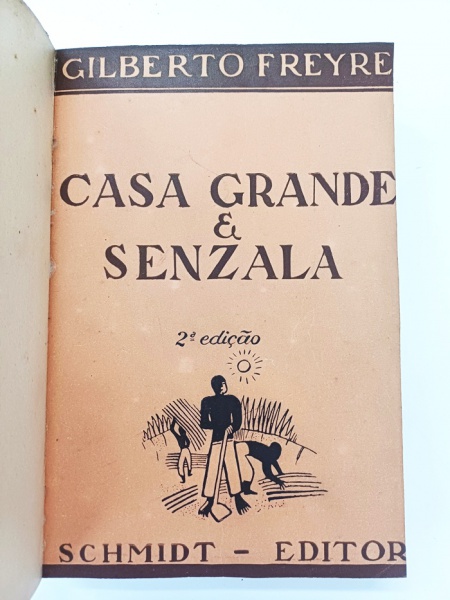 GILBERTO FREYRE
CASA GRANDE
&
SENZALA
2ª edição
SCHMIDT - EDITOR